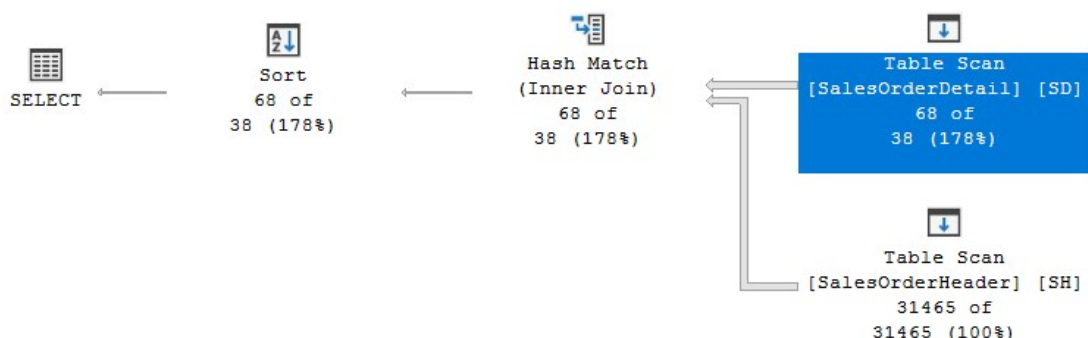 SELECT
Sort
68 of
38 (178%)
Hash Match
(Inner Join)
68 of
38 (178%)
Table Scan
[SalesOrderDetail] [SD]
68 of
38 (178%)
Table Scan
[SalesOrderHeader] [SH]
31465 of
31465 (100%)